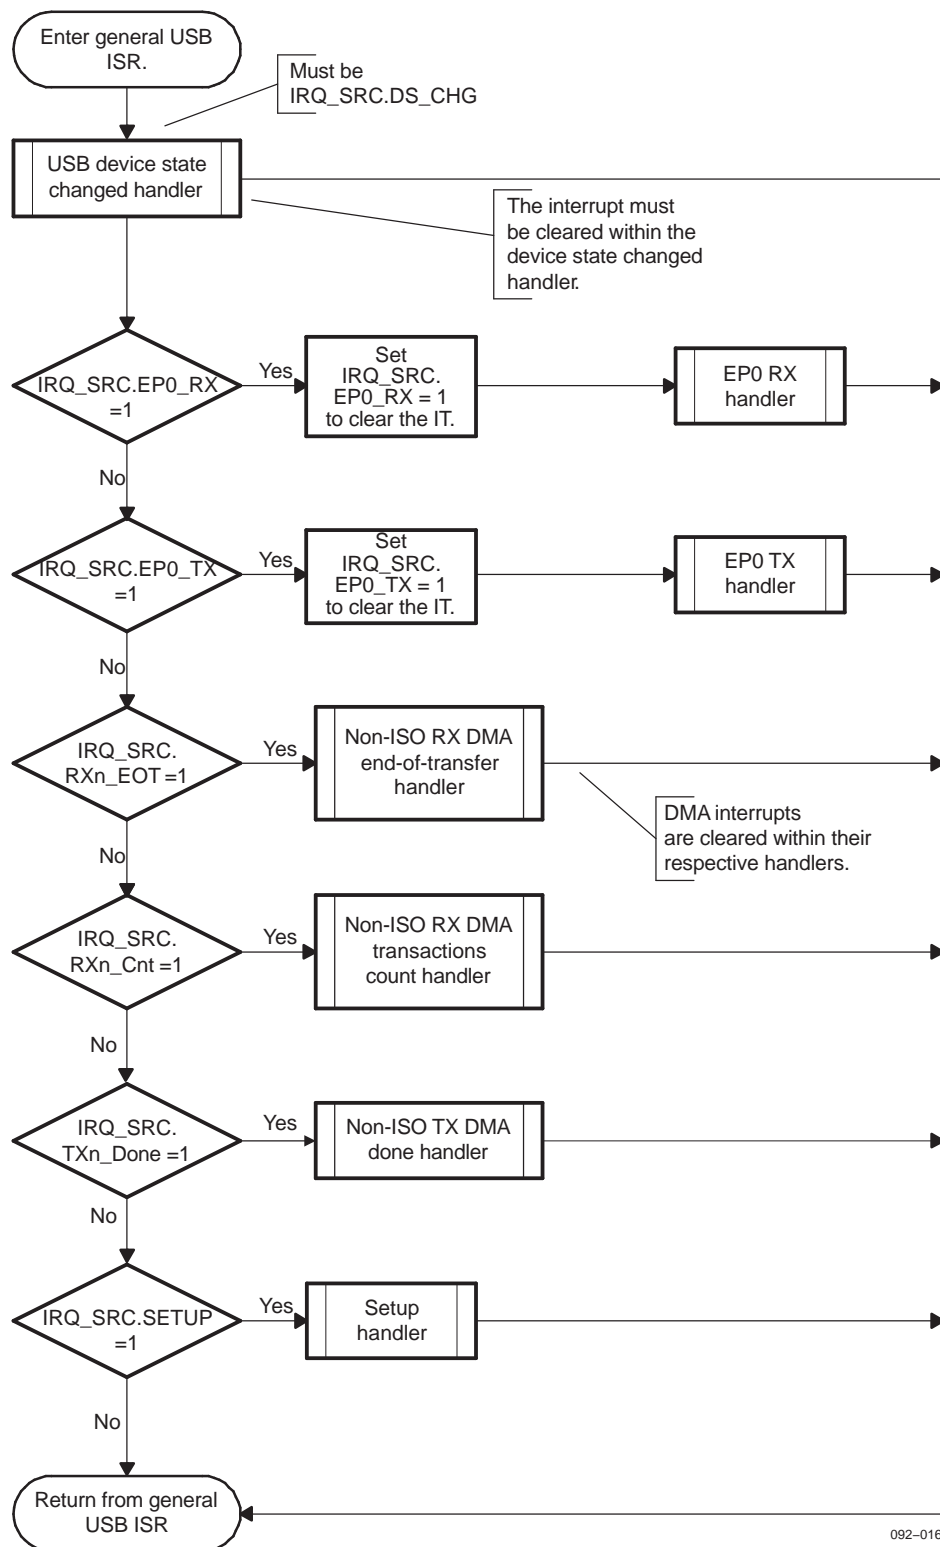 Enter general USB
ISR.
Must be
IRQ_SRC.DS_CHG
USB device state
changed handler
The interrupt must
be cleared within the
device state changed
handler.
IRQ_SRC.EP0_RX
=1
Yes
Set
IRQ_SRC.
EP0_RX = 1
to clear the IT.
EP0 RX
handler
No
IRQ_SRC.EP0_TX
=1
Yes
Set
IRQ_SRC.
EP0_TX = 1
to clear the IT.
EP0 TX
handler
No
IRQ_SRC.
RXn_EOT =1
Yes
Non-ISO RX DMA
end-of-transfer
handler
DMA interrupts
are cleared within their
respective handlers.
No
IRQ_SRC.
RXn_Cnt =1
Yes
Non-ISO RX DMA
transactions
count handler
No
IRQ_SRC.
TXn_Done =1
Yes
Non-ISO TX DMA
done handler
No
IRQ_SRC.SETUP
=1
Yes
Setup
handler
No
Return from general
USB ISR
092–016